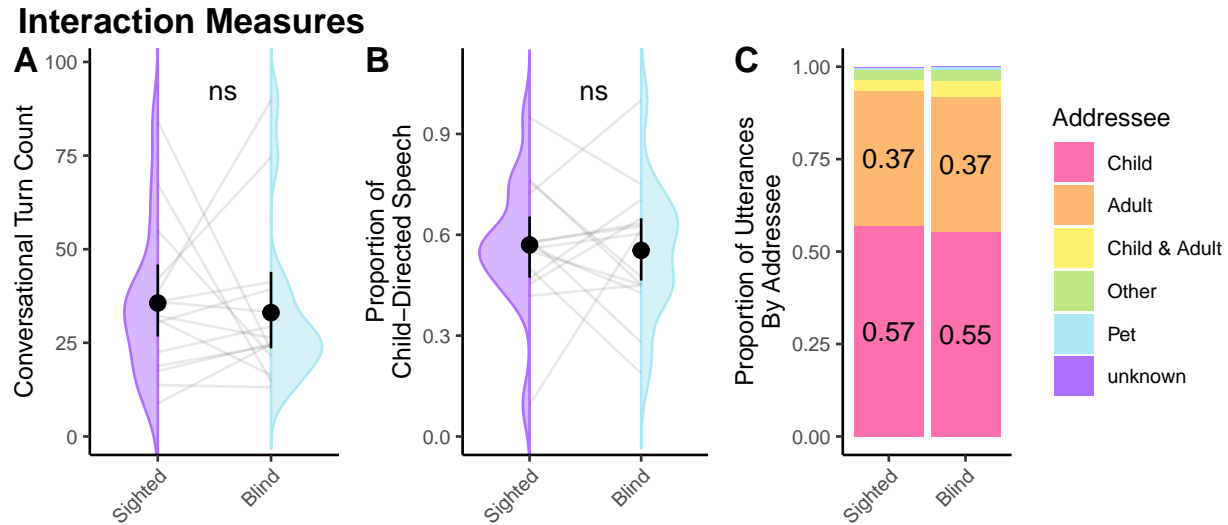 Interaction Measures
A
Conversational Turn Count
100
75
50
25
0
ns
Sighted
Blind
B
Proportion of
Child–Directed Speech
0.9
0.6
0.3
0.0
ns
Sighted
Blind
C
Proportion of Utterances
By Addressee
1.00
0.75
0.50
0.25
0.00
0.37
0.37
0.57
0.55
Sighted
Blind
Addressee
Child
Adult
Child & Adult
Other
Pet
unknown